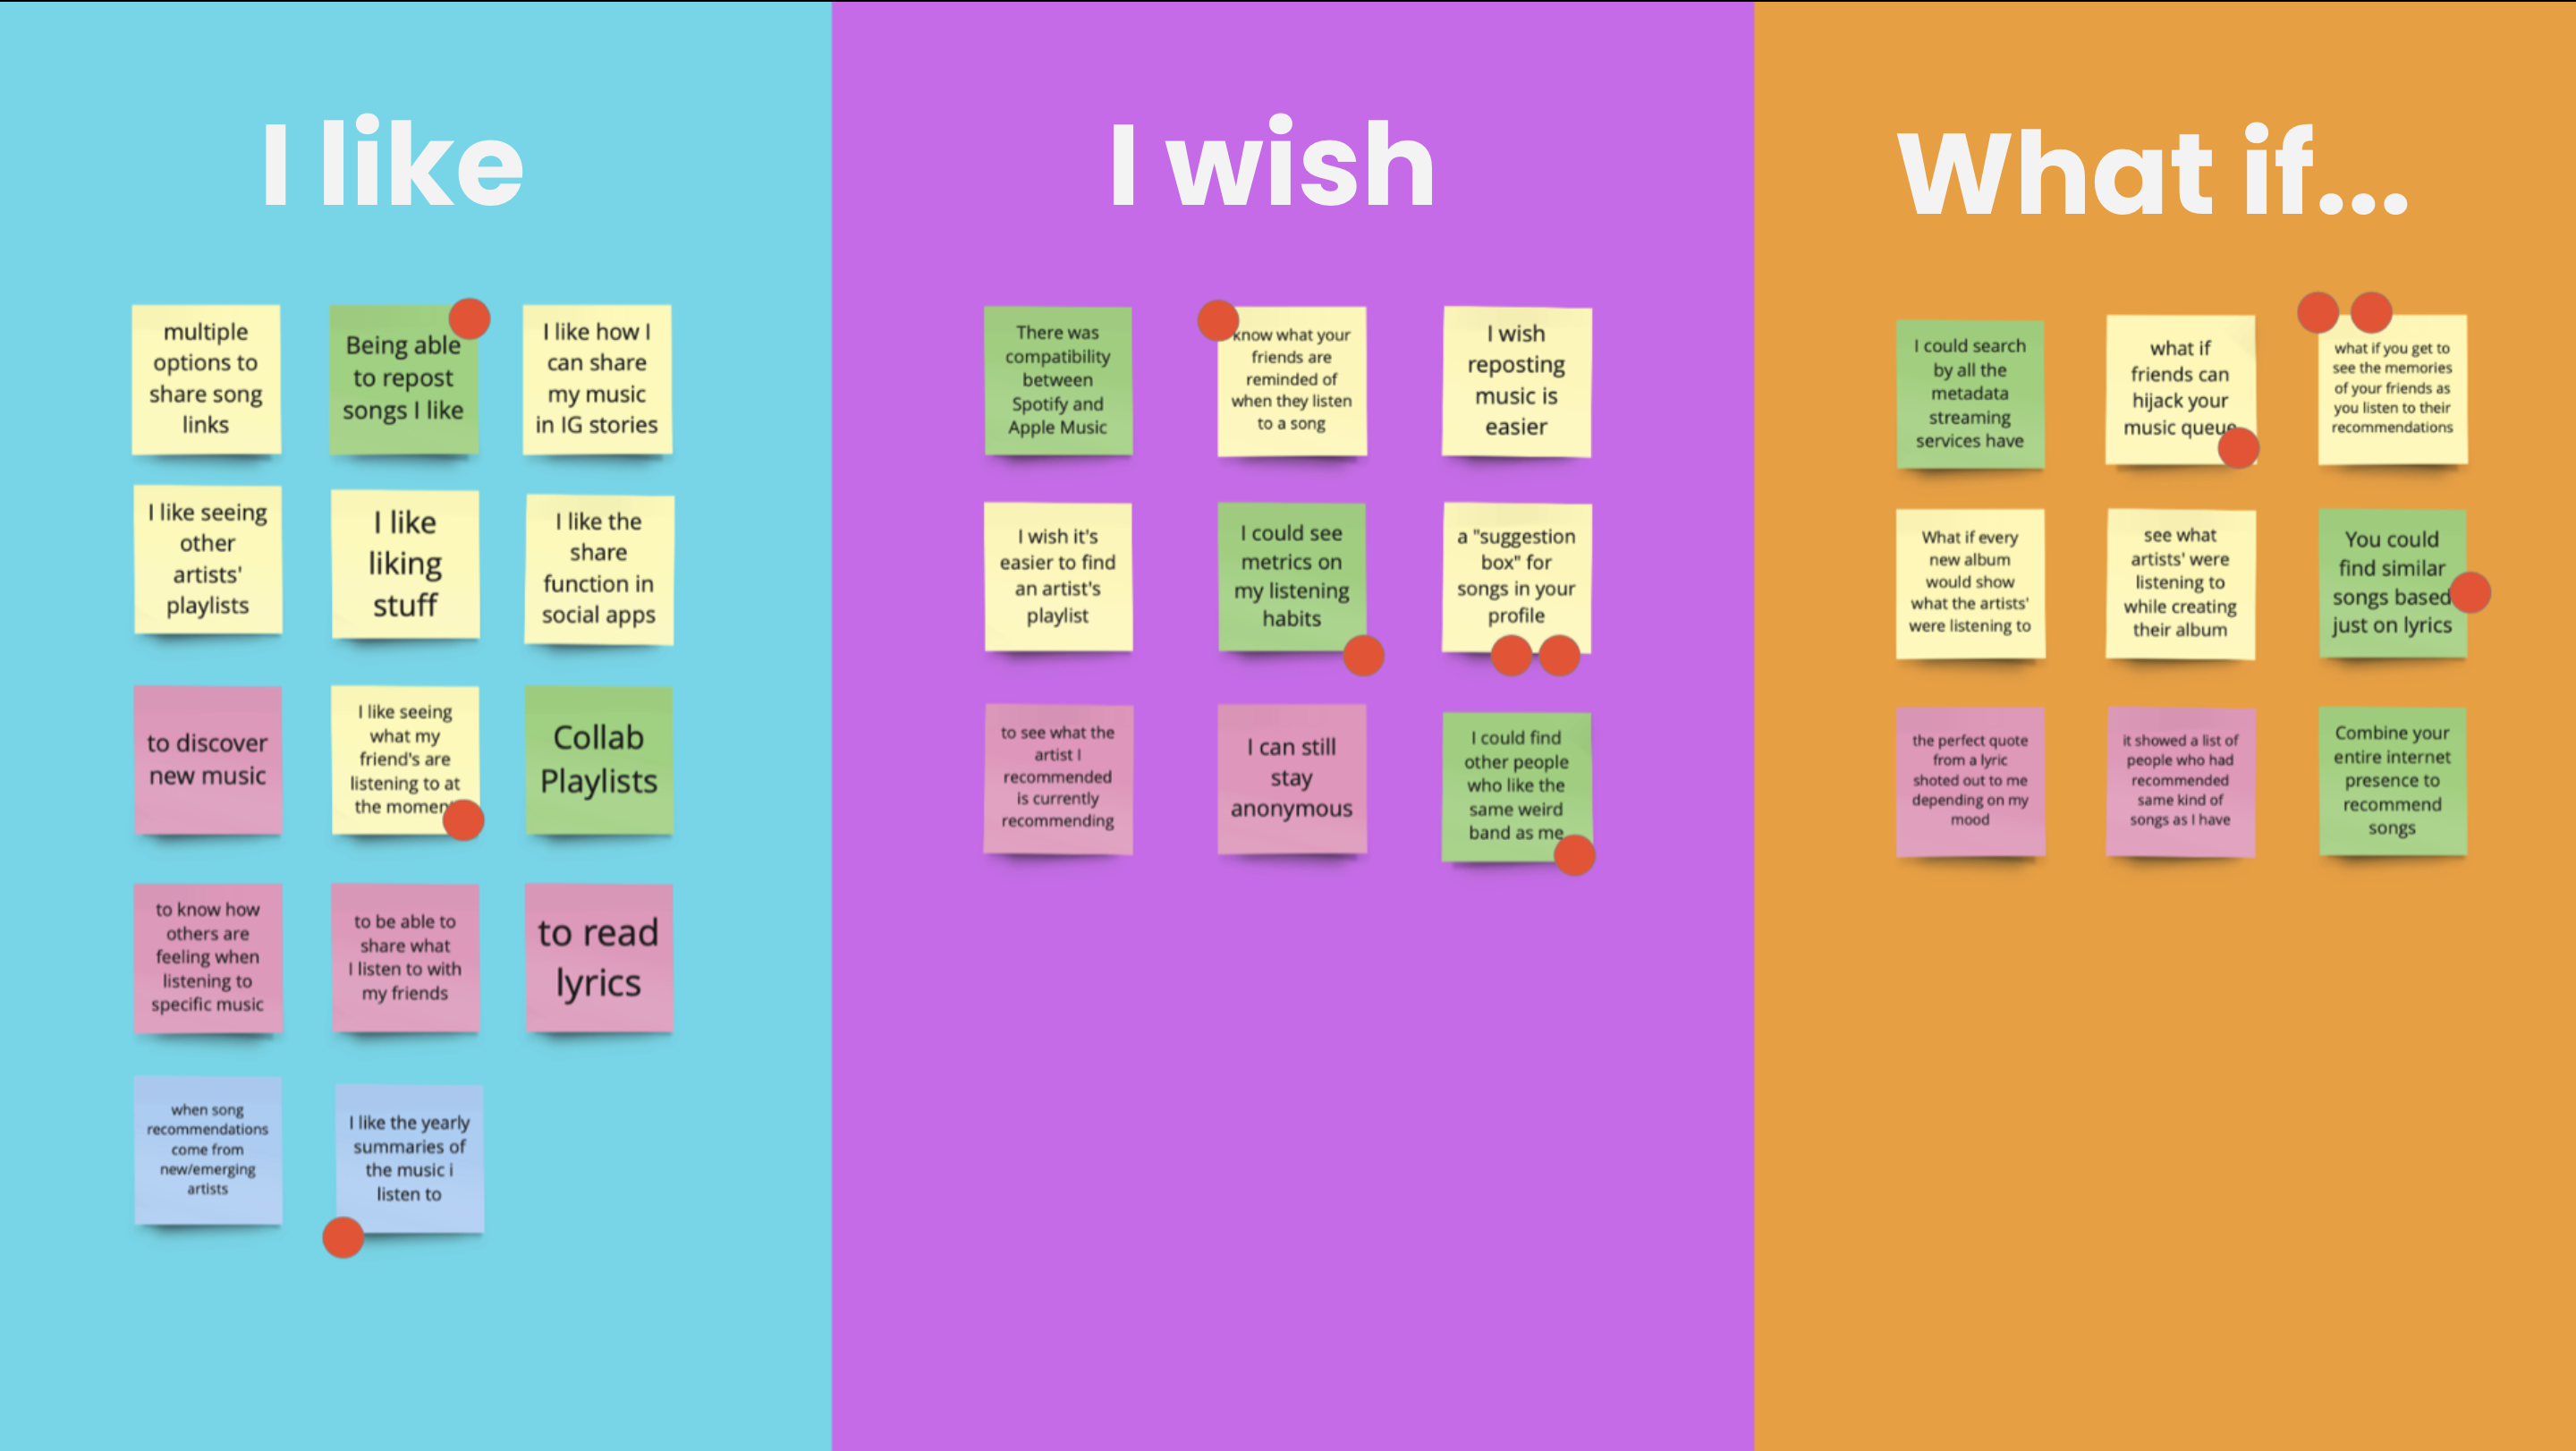 I like
multiple
options to
share song
links
Being able
to repost
songs I like
I like how I
can share
my music
in IG stories
I like seeing
other
artists'
playlists
I like
liking
stuff
I like the
share
function in
social apps
to discover
new music
I like seeing
what my
friend's are
listening to at
the moment
Collab
Playlists
to know how
others are
feeling when
listening to
specific music
to be able to
share what
I listen to with
my friends
to read
lyrics
when song
recommendations
come from
new/emerging
artists
I like the yearly
summaries of
the music i
listen to
I wish
There was
compatibility
between
Spotify and
Apple Music
know what your
friends are
reminded of
when they listen
to a song
I wish
reposting
music is
easier
I wish it's
easier to find
an artist's
playlist
I could see
metrics on
my listening
habits
a "suggestion
box" for
songs in your
profile
to see what the
artist I
recommended
is currently
recommending
I can still
stay
anonymous
I could find
other people
who like the
same weird
band as me
What if...
I could search
by all the
metadata
streaming
services have
what if
friends can
hijack your
music queue
what if you get to
see the memories
of your friends as
you listen to their
recommendations
What if every
new album
would show
what the artists'
were listening to
see what
artists' were
listening to
while creating
their album
You could
find similar
songs based
just on lyrics
the perfect quote
from a lyric
shoted out to me
depending on my
mood
it showed a list of
people who had
recommended
same kind of
songs as I have
Combine your
entire internet
presence to
recommend
songs